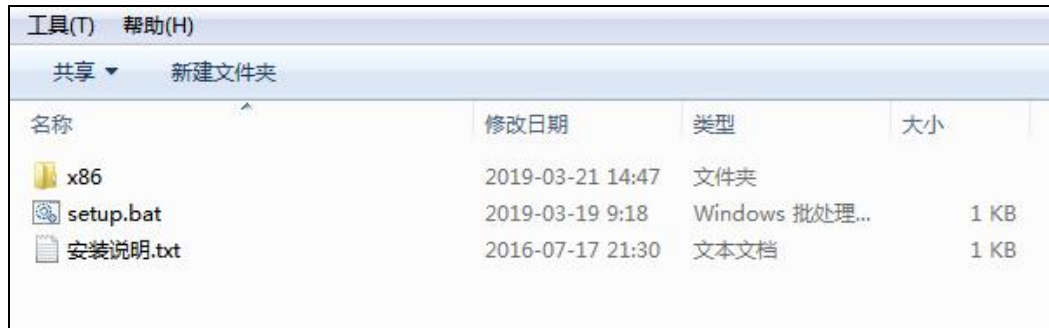 工具(T) 帮助(H)
共享 新建文件夹
名称 修改日期 类型 大小
x86 2019-03-21 14:47 文件夹
setup.bat 2019-03-19 9:18 Windows 批处理... 1 KB
安装说明.txt 2016-07-17 21:30 文本文档 1 KB